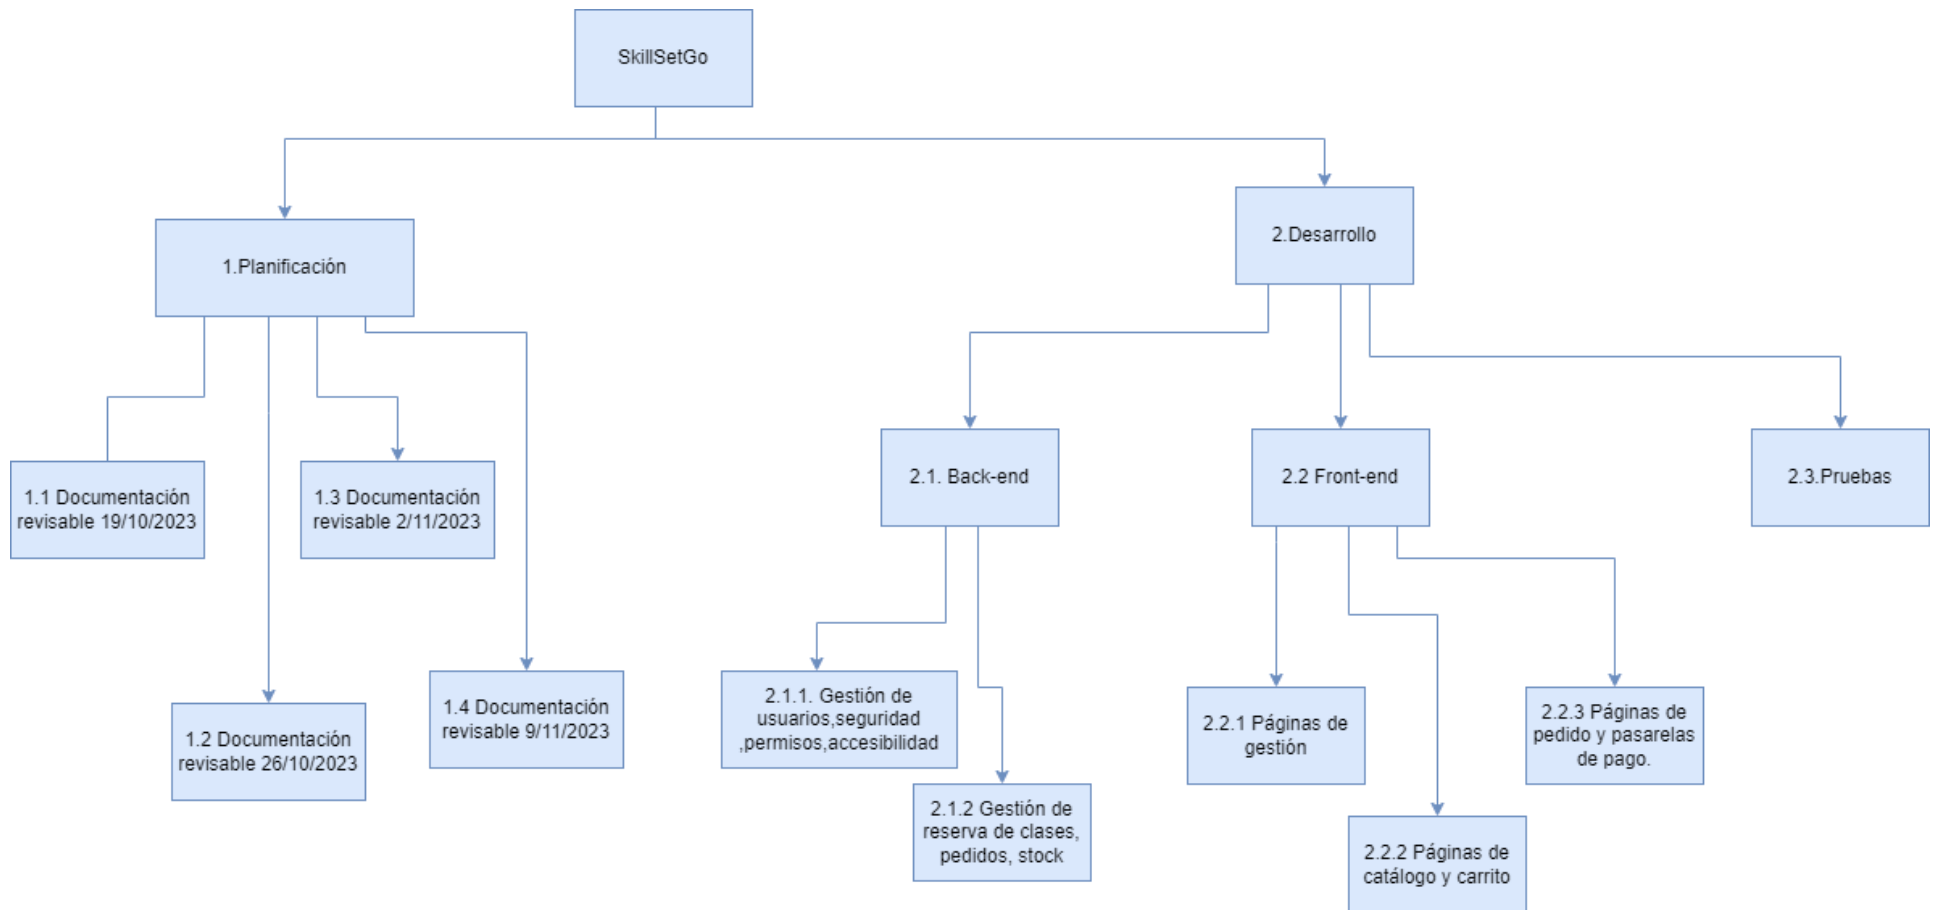 SkillSetGo
1.Planificación
2.Desarrollo
1.1 Documentación
revisable 19/10/2023
1.2 Documentación
revisable 26/10/2023
1.3 Documentación
revisable 2/11/2023
1.4 Documentación
revisable 9/11/2023
2.1. Back-end
2.2 Front-end
2.3.Pruebas
2.1.1. Gestión de
usuarios,seguridad
,permisos,accesibilidad
2.1.2 Gestión de
reserva de clases,
pedidos, stock
2.2.1 Páginas de
gestión
2.2.2 Páginas de
catálogo y carrito
2.2.3 Páginas de
pedido y pasarelas
de pago.